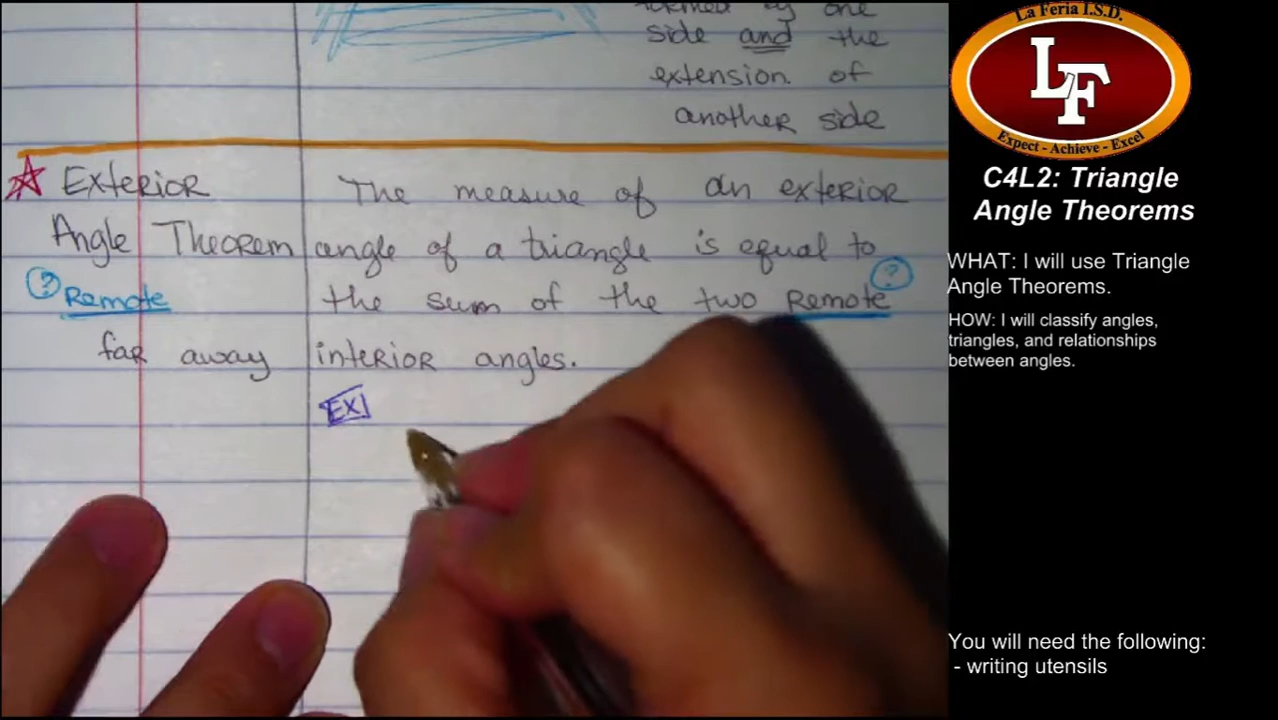 formed by one
side and the
extension of
another side
Exterior
Angle Theorem
? Remote
far away
The measure of an exterior
angle of a triangle is equal to
the sum of the two Remote ?
interior angles.
EX
La Feria I.S.D.
LF
Expect - Achieve - Excel
C4L2: Triangle
Angle Theorems
WHAT: I will use Triangle
Angle Theorems.
HOW: I will classify angles,
triangles, and relationships
between angles.
You will need the following:
- writing utensils